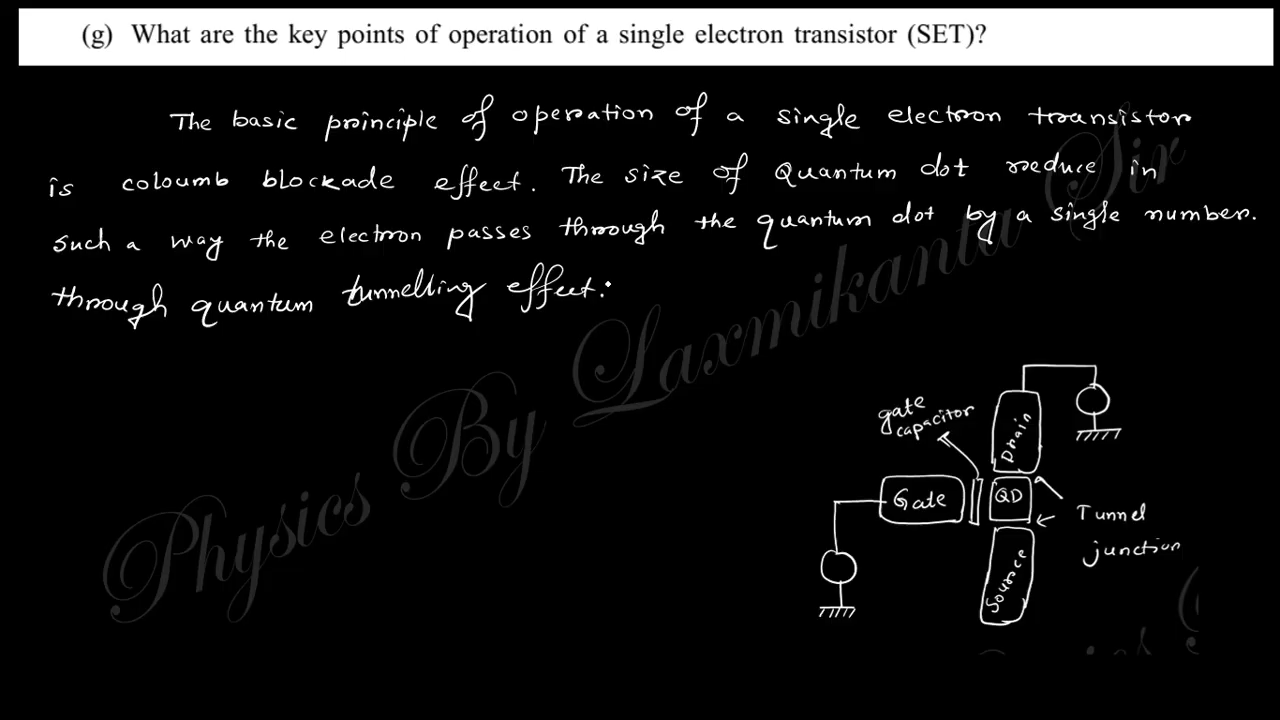 (g) What are the key points of operation of a single electron transistor (SET)?
The basic principle of operation of a single electron transistor
is coloumb blockade effect. The size of Quantum dot reduce in
such a way the electron passes through the quantum dot by a single number.
through quantum tunnelling effect.
gate
capacitor
Drain
Gate
QD
Tunnel
junction
Source
Physics By Laxmikanta Sir